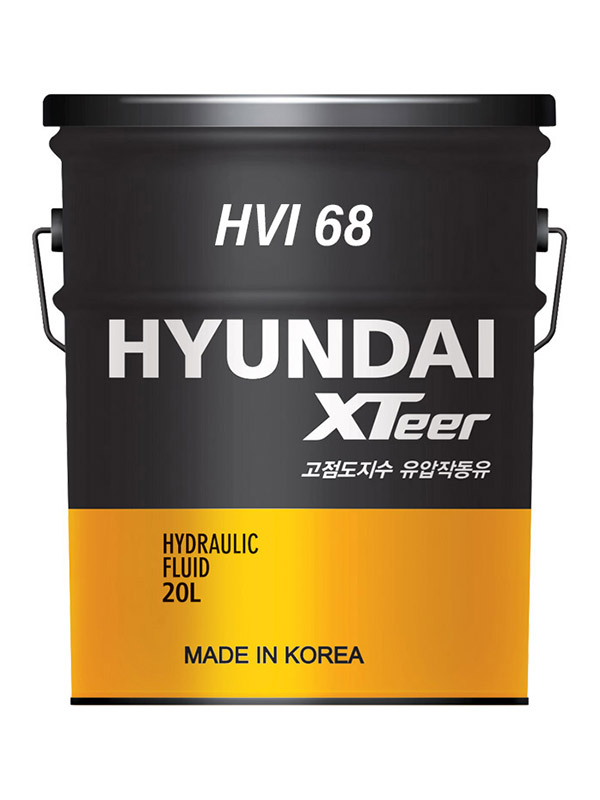 HVI 68
HYUNDAI
XTeer
고점도지수 유압작동유
HYDRAULIC
FLUID
20L
MADE IN KOREA